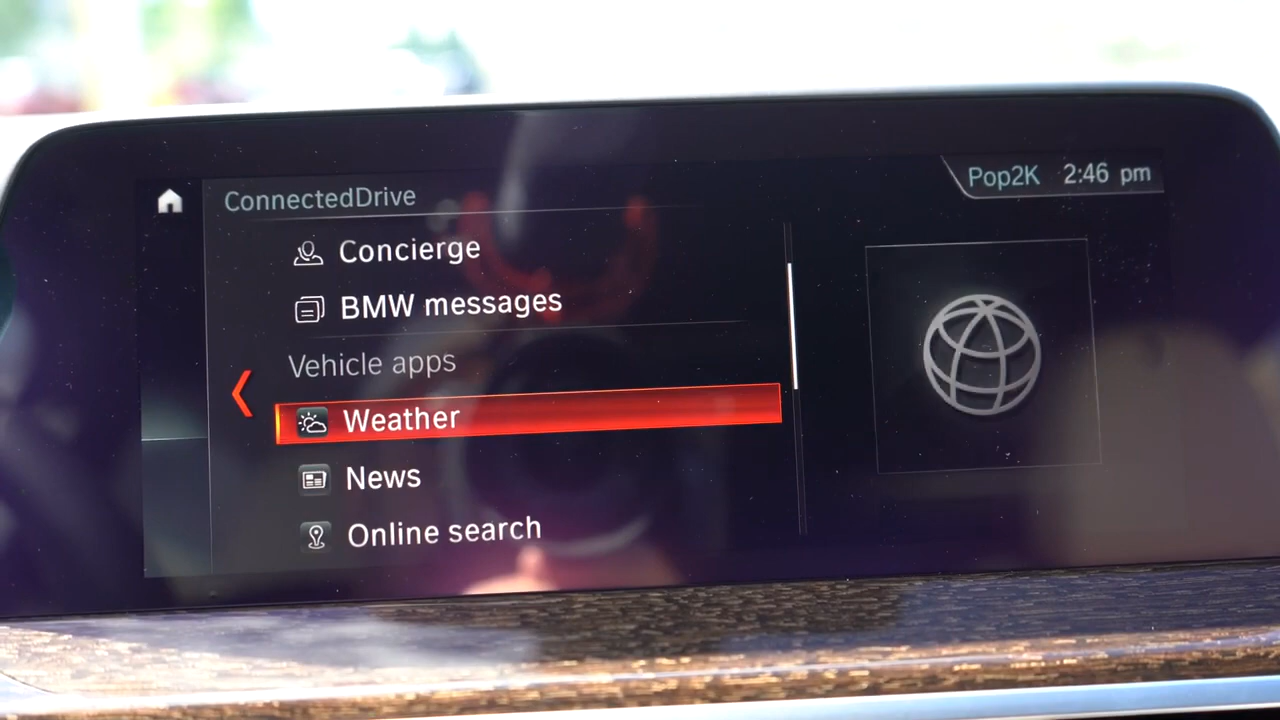 ConnectedDrive
Pop2K 2:46 pm
Concierge
BMW messages
Vehicle apps
Weather
News
Online search